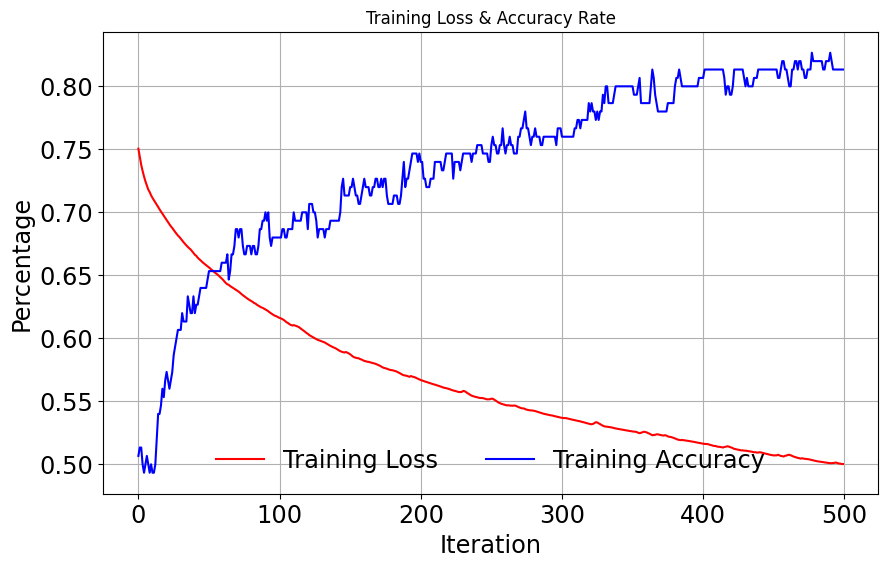 Training Loss & Accuracy Rate
Percentage
0.80
0.75
0.70
0.65
0.60
0.55
0.50
Training Loss
Training Accuracy
0 100 200 300 400 500
Iteration